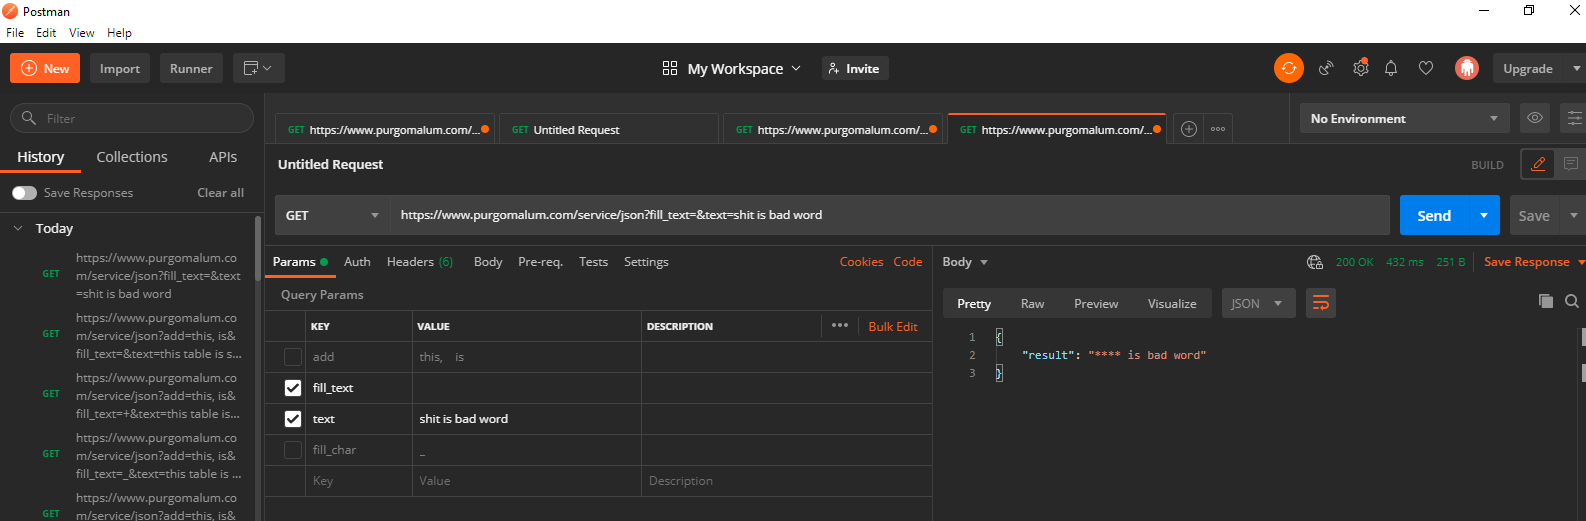 Postman
File Edit View Help
New Import Runner My Workspace Invite Upgrade
Filter
GET https://www.purgomalum.com/... GET Untitled Request GET https://www.purgomalum.com/... GET https://www.purgomalum.com/... No Environment
History Collections APIs
Untitled Request BUILD
Save Responses Clear all
GET https://www.purgomalum.com/service/json?fill_text=&text=shit is bad word Send Save
Today
GET https://www.purgomalum.co
m/service/json?fill_text=&text
=shit is bad word
GET https://www.purgomalum.co
m/service/json?add=this, is&
fill_text=&text=this table is s...
GET https://www.purgomalum.co
m/service/json?add=this, is&
fill_text=+&text=this table is...
GET https://www.purgomalum.co
m/service/json?add=this, is&
fill_text=_&text=this table is ...
GET https://www.purgomalum.co
m/service/json?add=this, is&
Params Auth Headers (6) Body Pre-req. Tests Settings Cookies Code
Query Params
KEY VALUE DESCRIPTION ••• Bulk Edit
add this, is
fill_text
text shit is bad word
fill_char _
Key Value Description
Body 200 OK 432 ms 251 B Save Response
Pretty Raw Preview Visualize JSON
1 {
2 "result": "**** is bad word"
3 }